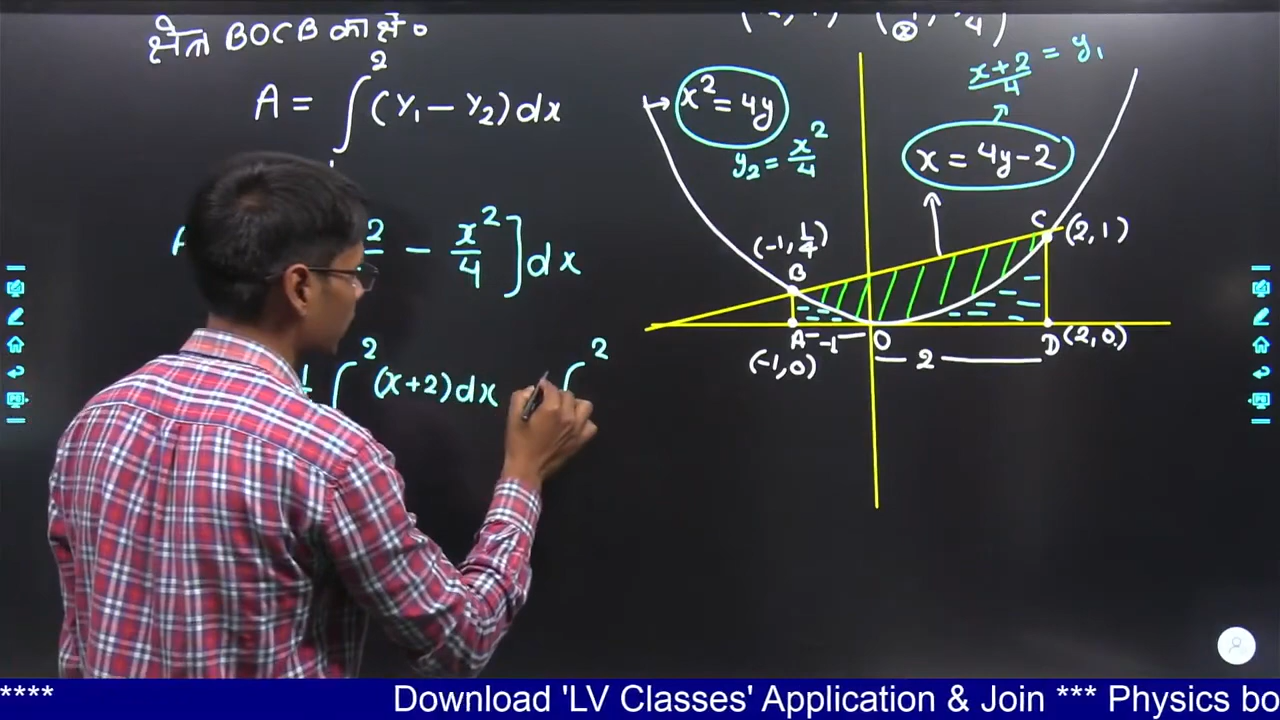 क्षेत्र BOCB का क्षे०
A = ∫ 2 (Y₁ − Y₂) dx
2 − x²/4 ] dx
∫ 2 (x+2) dx ∫ 2
x² = 4y
y₂ = x²/4
x+2/4 = y₁
x = 4y−2
(−1, 1/4)
B
C (2, 1)
A −1 O D (2, 0)
(−1, 0) 2
**** Download 'LV Classes' Application & Join *** Physics bo